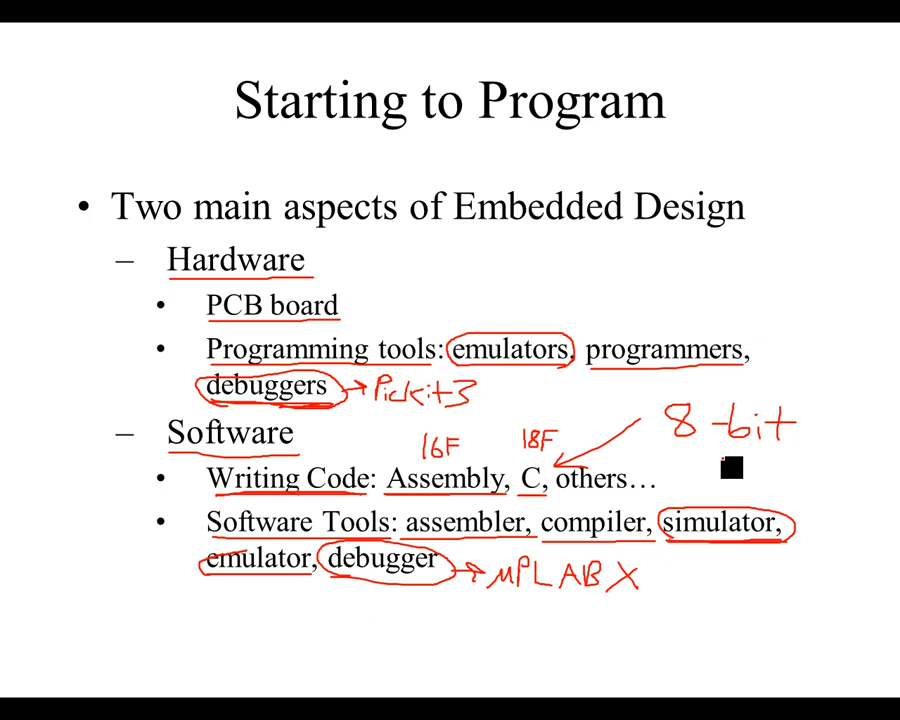 Starting to Program
• Two main aspects of Embedded Design
– Hardware
• PCB board
• Programming tools: emulators, programmers,
debuggers → Pickit3
– Software
16F 18F 8-bit
• Writing Code: Assembly, C, others…
• Software Tools: assembler, compiler, simulator,
emulator, debugger → MPLAB X